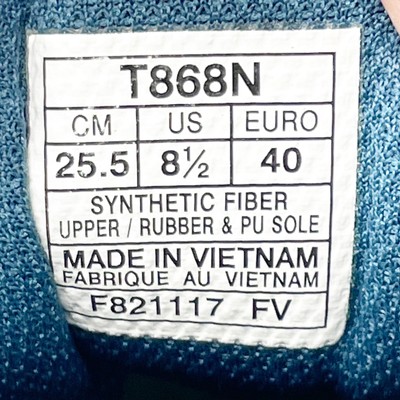 T868N
CM US EURO
25.5 8½ 40
SYNTHETIC FIBER
UPPER / RUBBER & PU SOLE
MADE IN VIETNAM
FABRIQUE AU VIETNAM
F821117 FV